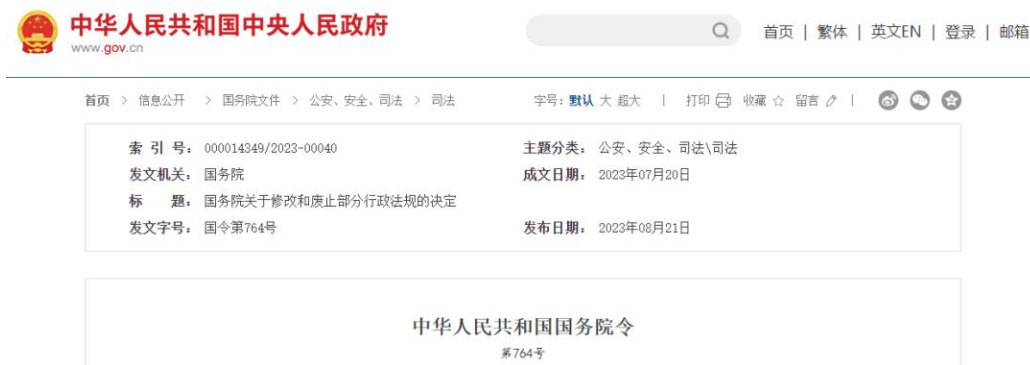 中华人民共和国中央人民政府
www.gov.cn
首页 | 繁体 | 英文EN | 登录 | 邮箱
首页 > 信息公开 > 国务院文件 > 公安、安全、司法 > 司法
字号:默认 大 超大 | 打印 收藏 留言 |
索 引 号: 000014349/2023-00040
主题分类: 公安、安全、司法\司法
发文机关: 国务院
成文日期: 2023年07月20日
标 题: 国务院关于修改和废止部分行政法规的决定
发文字号: 国令第764号
发布日期: 2023年08月21日
中华人民共和国国务院令
第764号